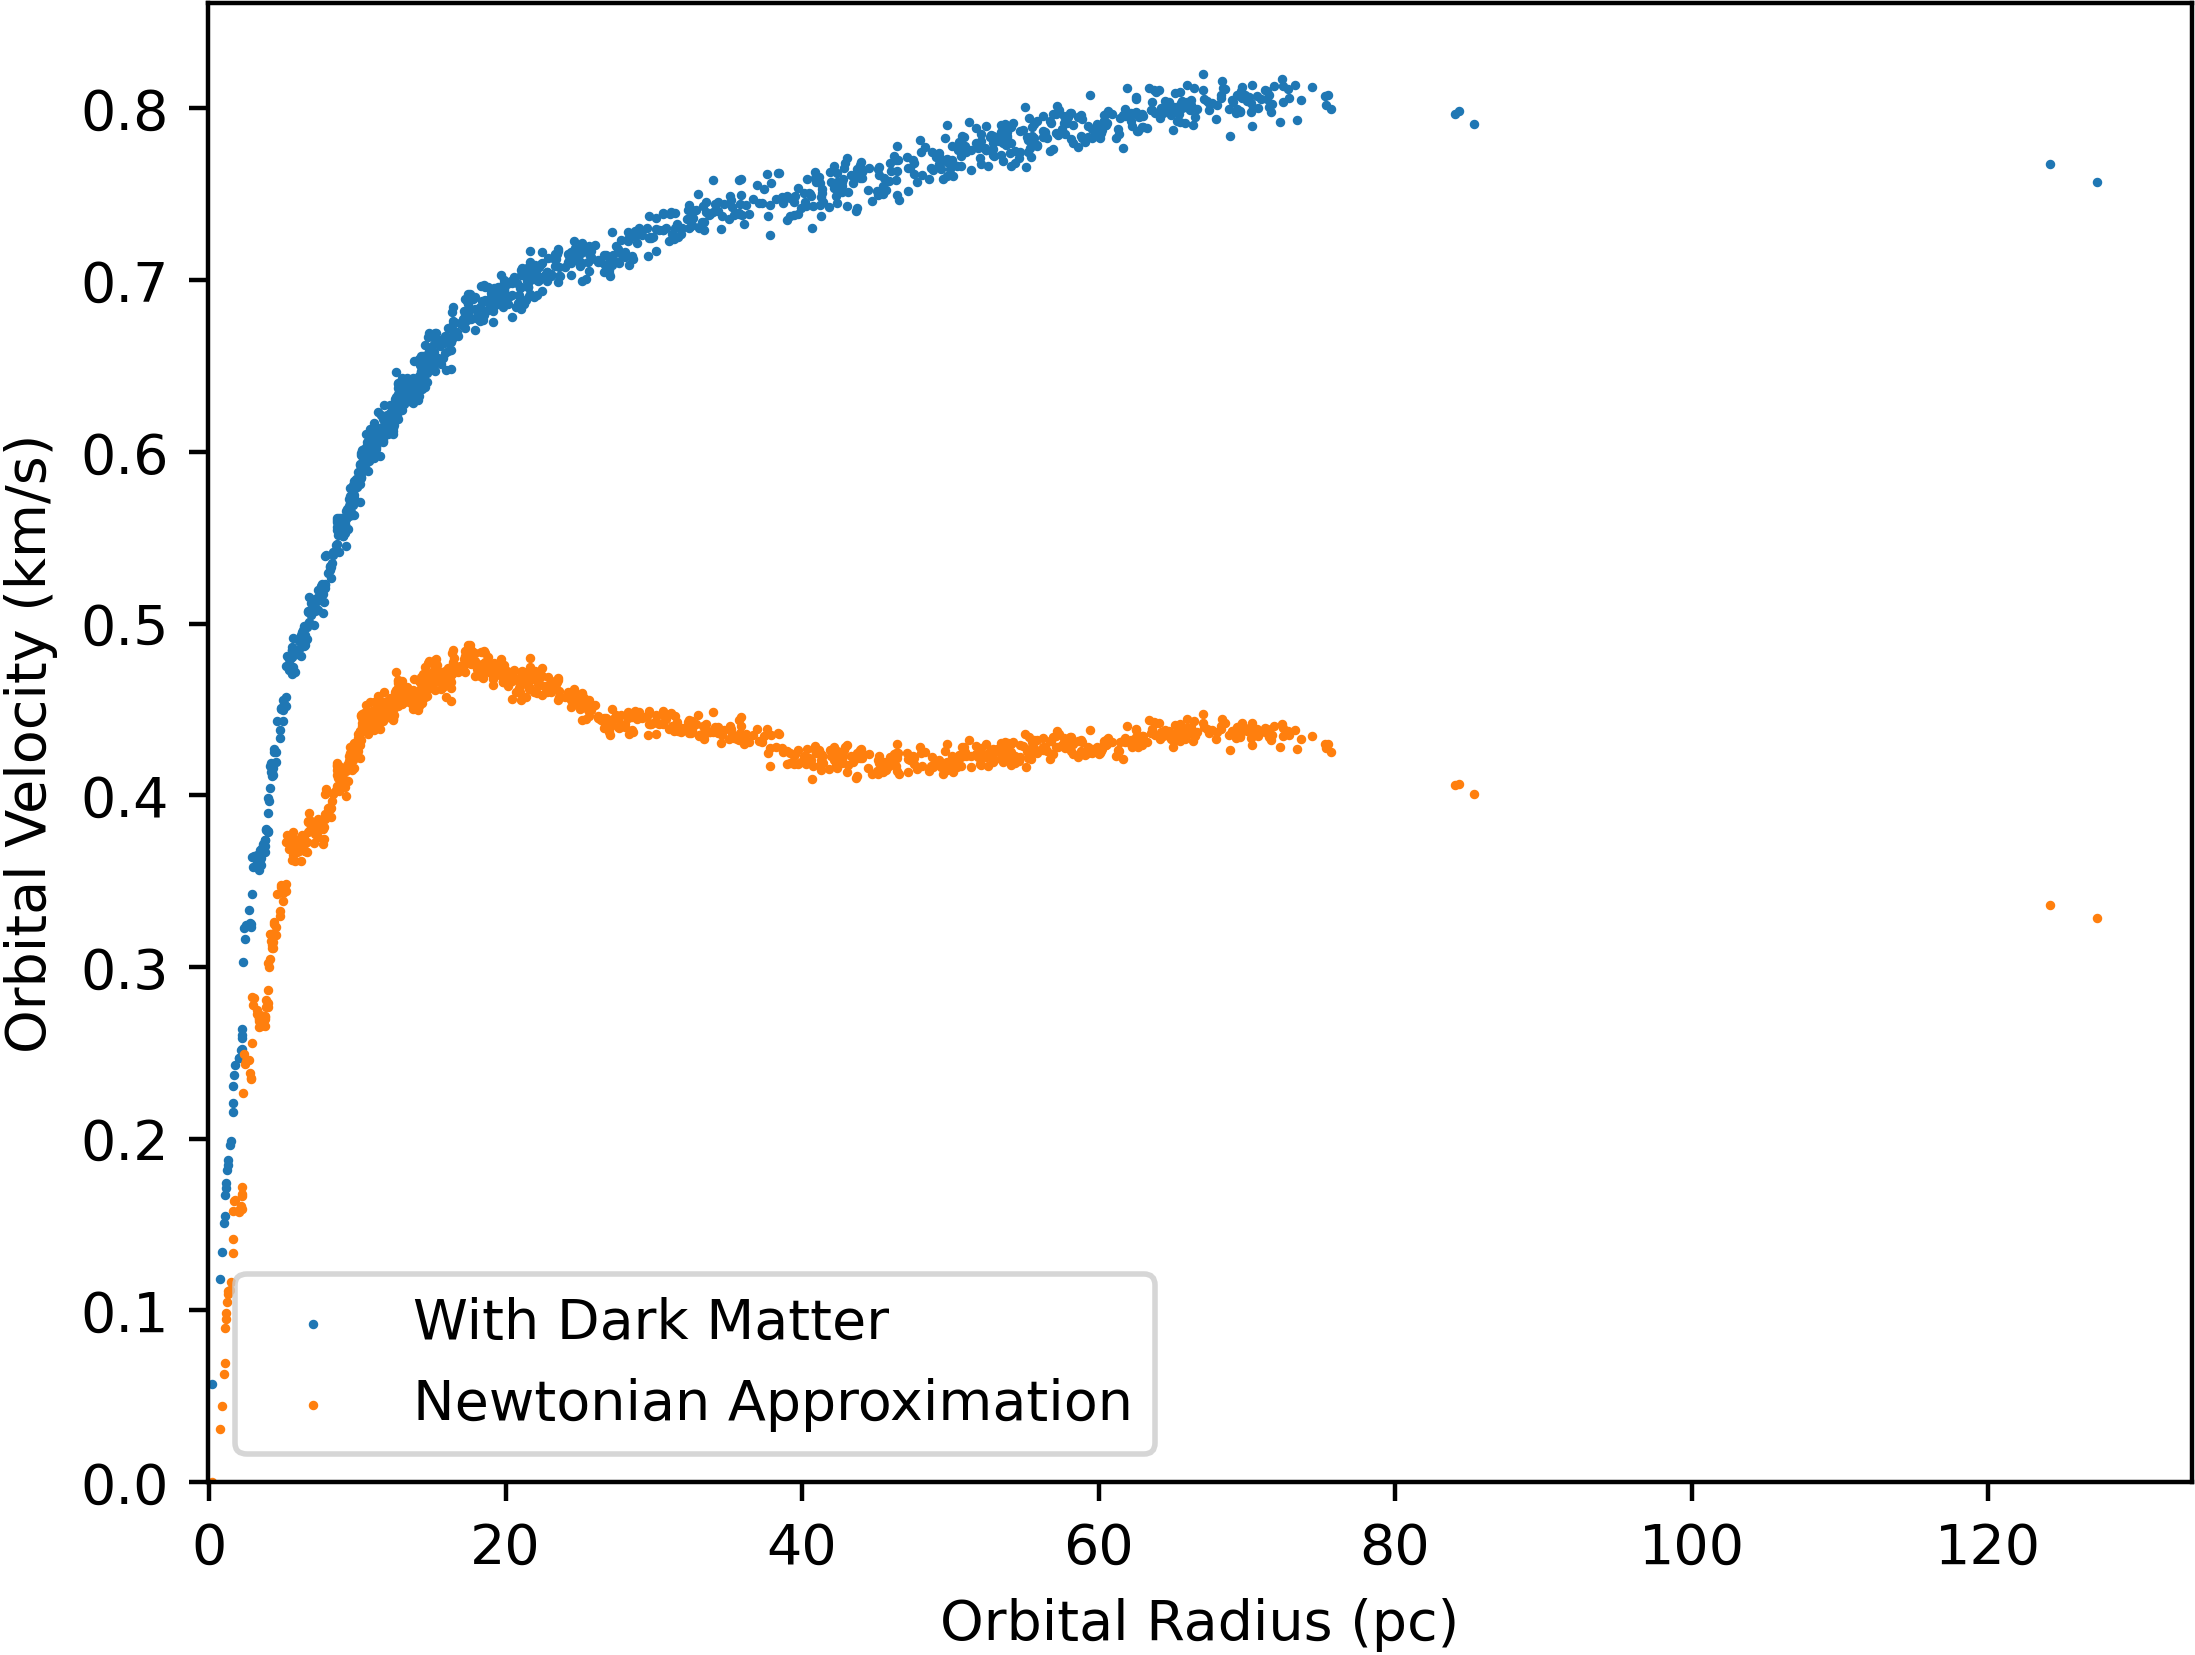 0.8
0.7
0.6
0.5
0.4
0.3
0.2
0.1
0.0
Orbital Velocity (km/s)
With Dark Matter
Newtonian Approximation
0 20 40 60 80 100 120
Orbital Radius (pc)